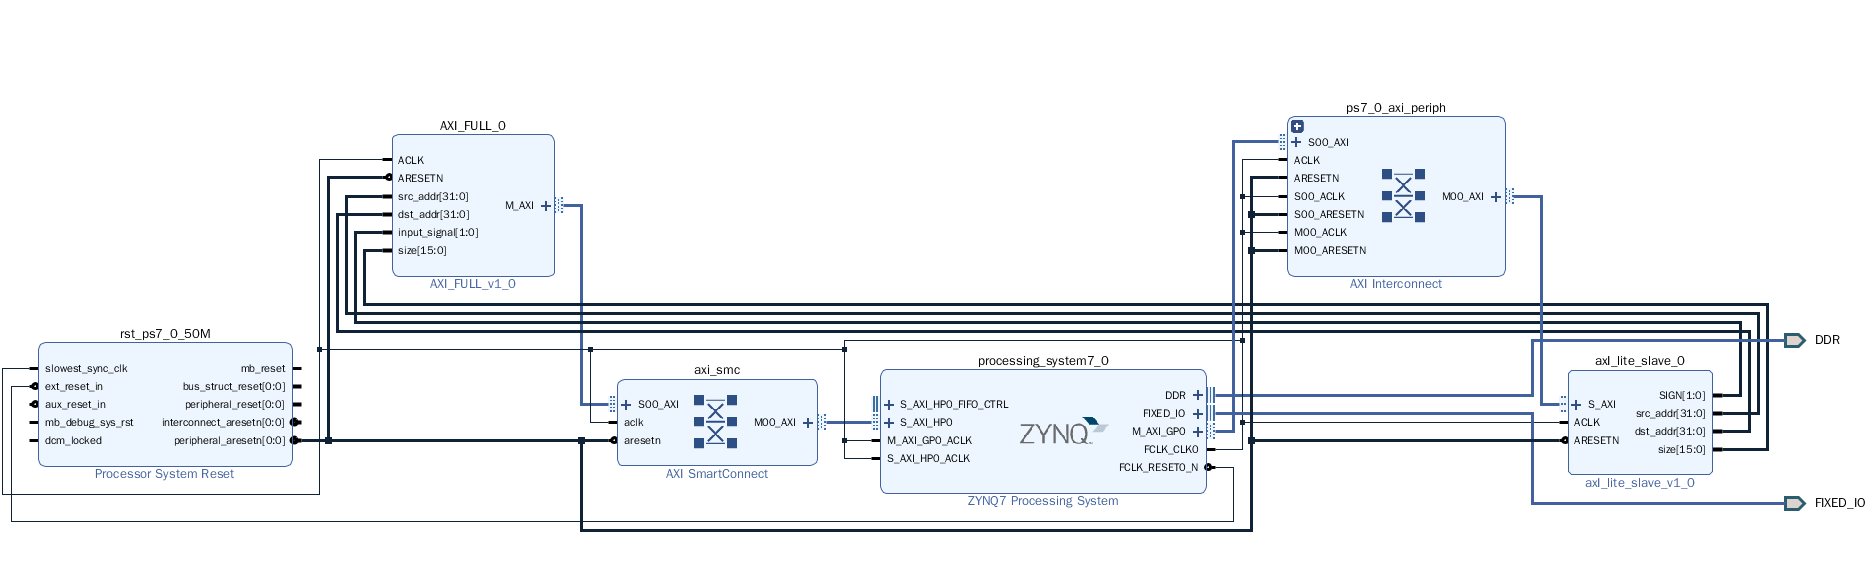 AXI_FULL_0
ACLK
ARESETN
src_addr[31:0]
dst_addr[31:0]
input_signal[1:0]
size[15:0]
M_AXI
AXI_FULL_v1_0
ps7_0_axi_periph
S00_AXI
ACLK
ARESETN
S00_ACLK
S00_ARESETN
M00_ACLK
M00_ARESETN
M00_AXI
AXI Interconnect
rst_ps7_0_50M
slowest_sync_clk
ext_reset_in
aux_reset_in
mb_debug_sys_rst
dcm_locked
mb_reset
bus_struct_reset[0:0]
peripheral_reset[0:0]
interconnect_aresetn[0:0]
peripheral_aresetn[0:0]
Processor System Reset
axi_smc
S00_AXI
aclk
aresetn
M00_AXI
AXI SmartConnect
processing_system7_0
S_AXI_HP0_FIFO_CTRL
S_AXI_HP0
M_AXI_GP0_ACLK
S_AXI_HP0_ACLK
ZYNQ
DDR
FIXED_IO
M_AXI_GP0
FCLK_CLK0
FCLK_RESET0_N
ZYNQ7 Processing System
axI_lite_slave_0
S_AXI
ACLK
ARESETN
SIGN[1:0]
src_addr[31:0]
dst_addr[31:0]
size[15:0]
axI_lite_slave_v1_0
DDR
FIXED_IO